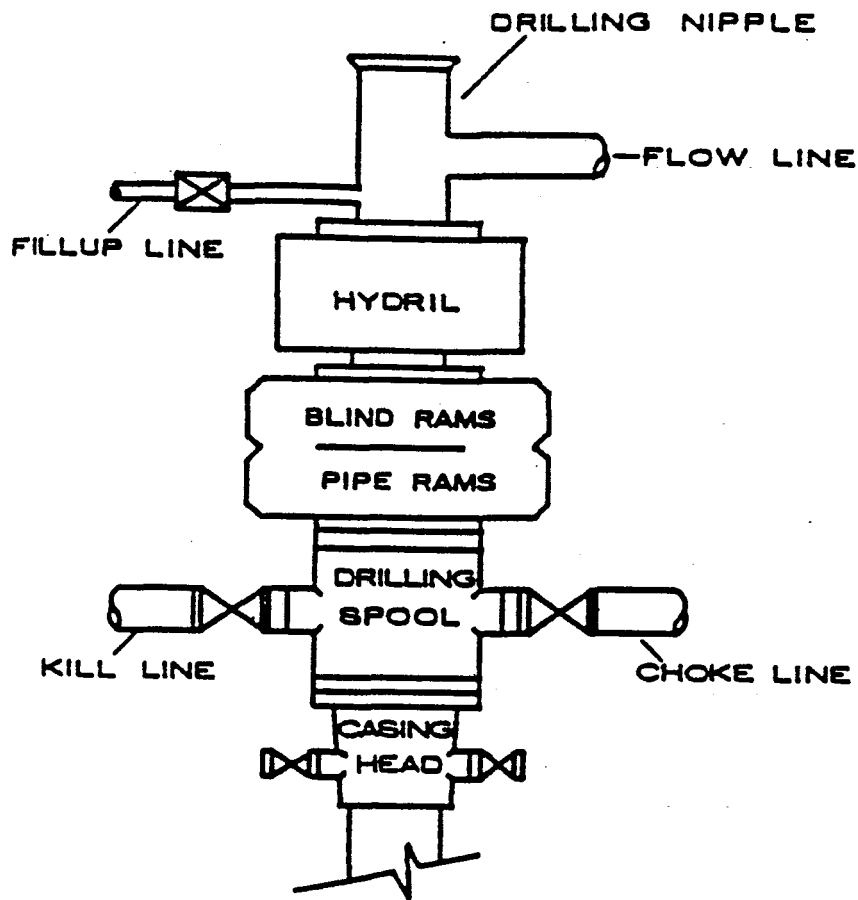 DRILLING NIPPLE
FLOW LINE
FILLUP LINE
HYDRIL
BLIND RAMS
PIPE RAMS
DRILLING
SPOOL
KILL LINE
CHOKE LINE
CASING
HEAD